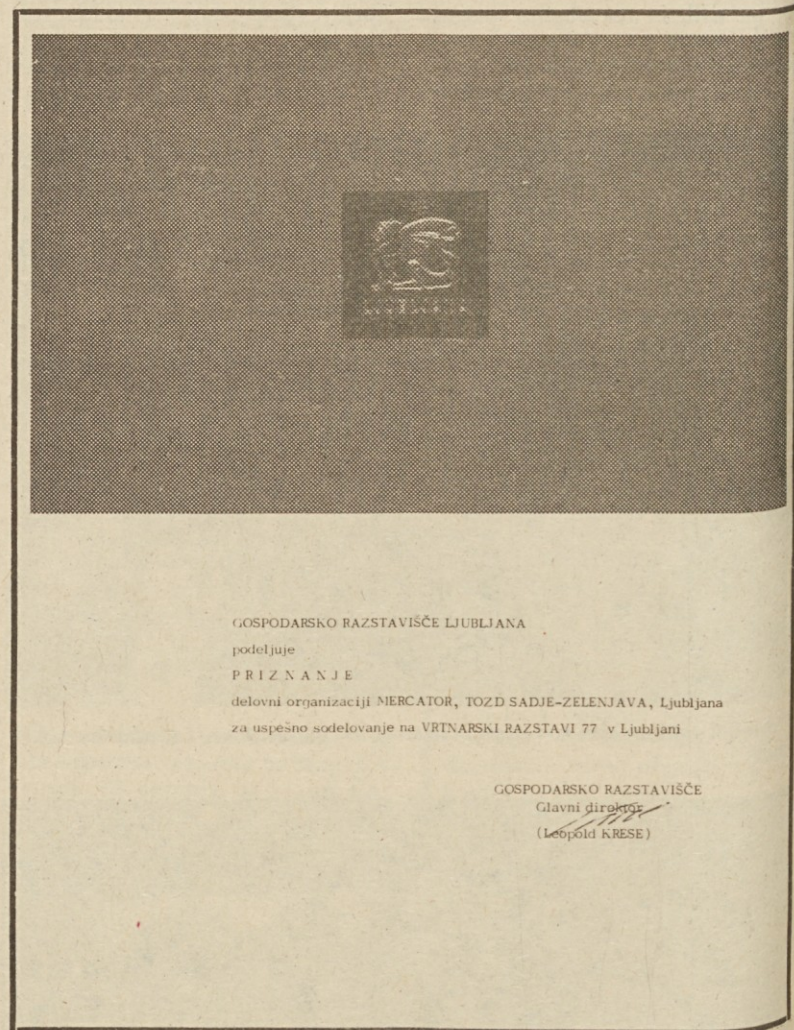 GOSPODARSKO RAZSTAVIŠČE LJUBLJANA
podeljuje
P R I Z N A N J E
delovni organizaciji MERCATOR, TOZD SADJE-ZELENJAVA, Ljubljana
za uspešno sodelovanje na VRTNARSKI RAZSTAVI 77 v Ljubljani
GOSPODARSKO RAZSTAVIŠČE
Glavni direktor
(Leopold KRESE)